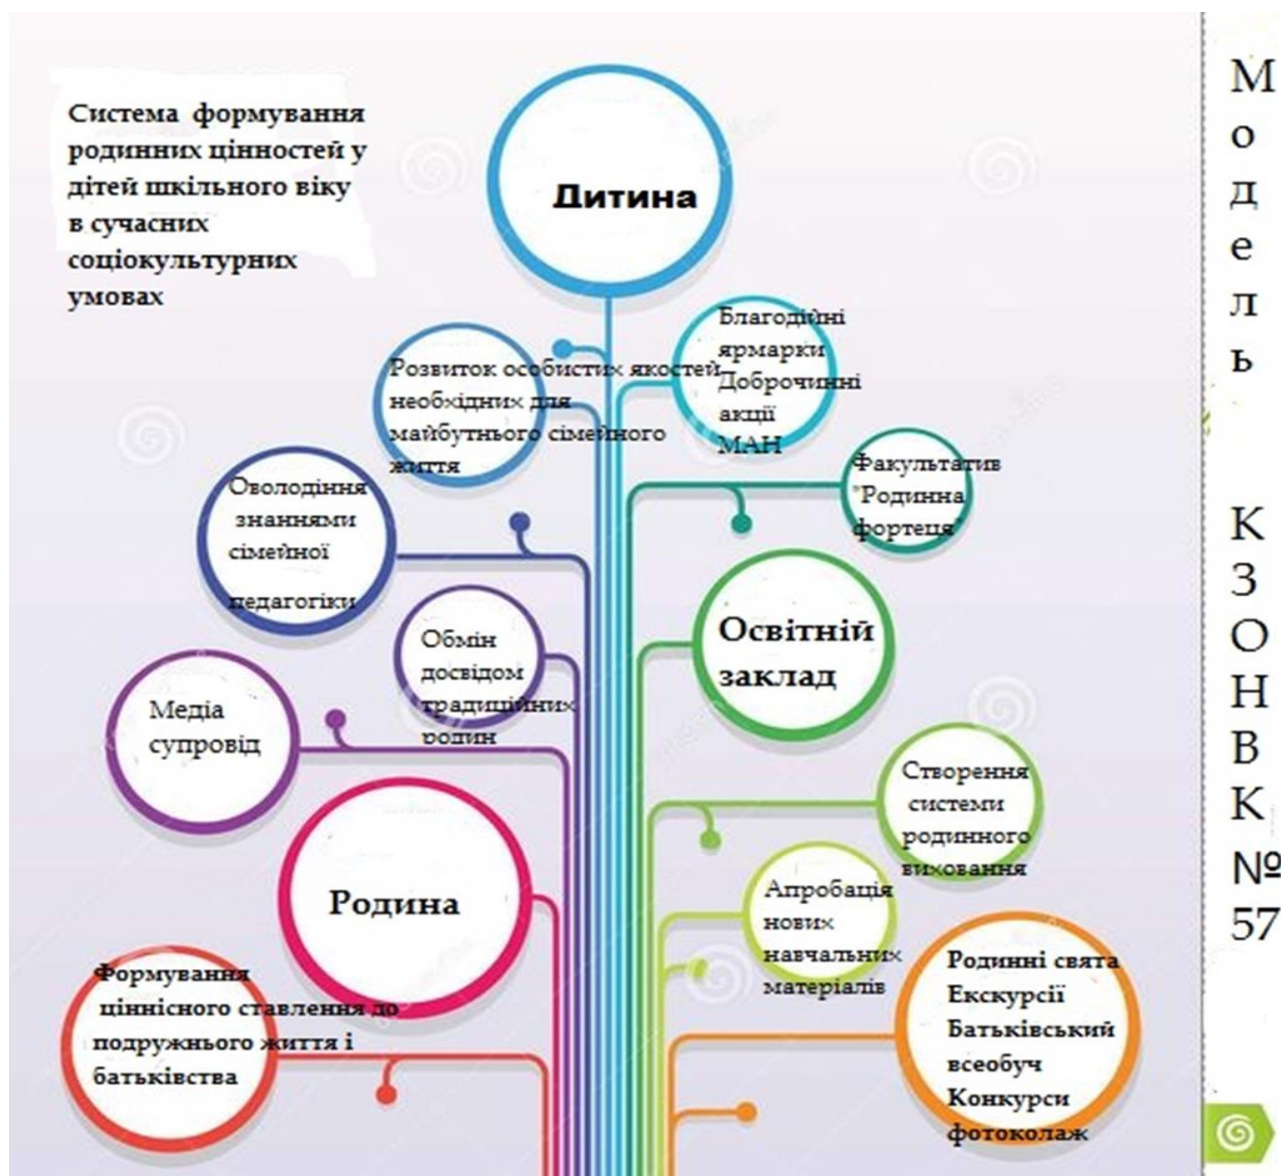 Система формування
родинних цінностей у
дітей шкільного віку
в сучасних
соціокультурних
умовах
Дитина
Благодійні
ярмарки
Доброчинні
акції
МАН
Розвиток особистих якостей
необхідних для
майбутнього сімейного
життя
Факультатив
"Родинна
фортеця"
Оволодіння
знаннями
сімейної
педагогіки
Освітній
заклад
Обмін
досвідом
традиційних
родин
Медіа
супровід
Створення
системи
родинного
виховання
Родина
Апробація
нових
навчальних
матеріалів
Формування
ціннісного ставлення до
подружнього життя і
батьківства
Родинні свята
Екскурсії
Батьківський
всеобуч
Конкурси
фотоколаж
М
о
д
е
л
ь
К
З
О
Н
В
К
№
57